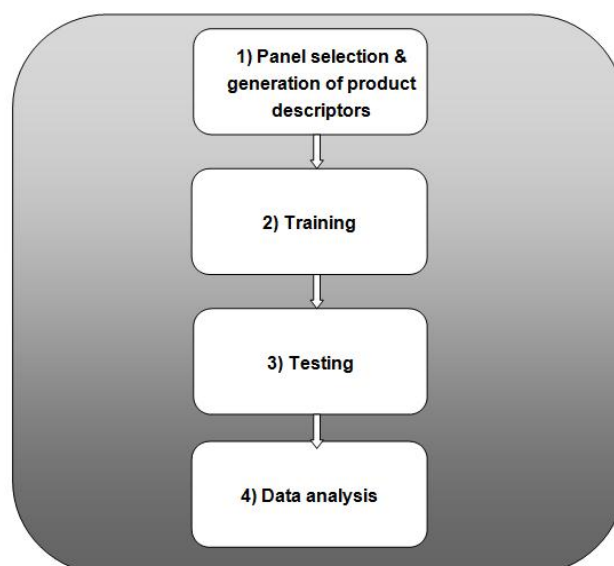 1) Panel selection &
generation of product
descriptors
2) Training
3) Testing
4) Data analysis